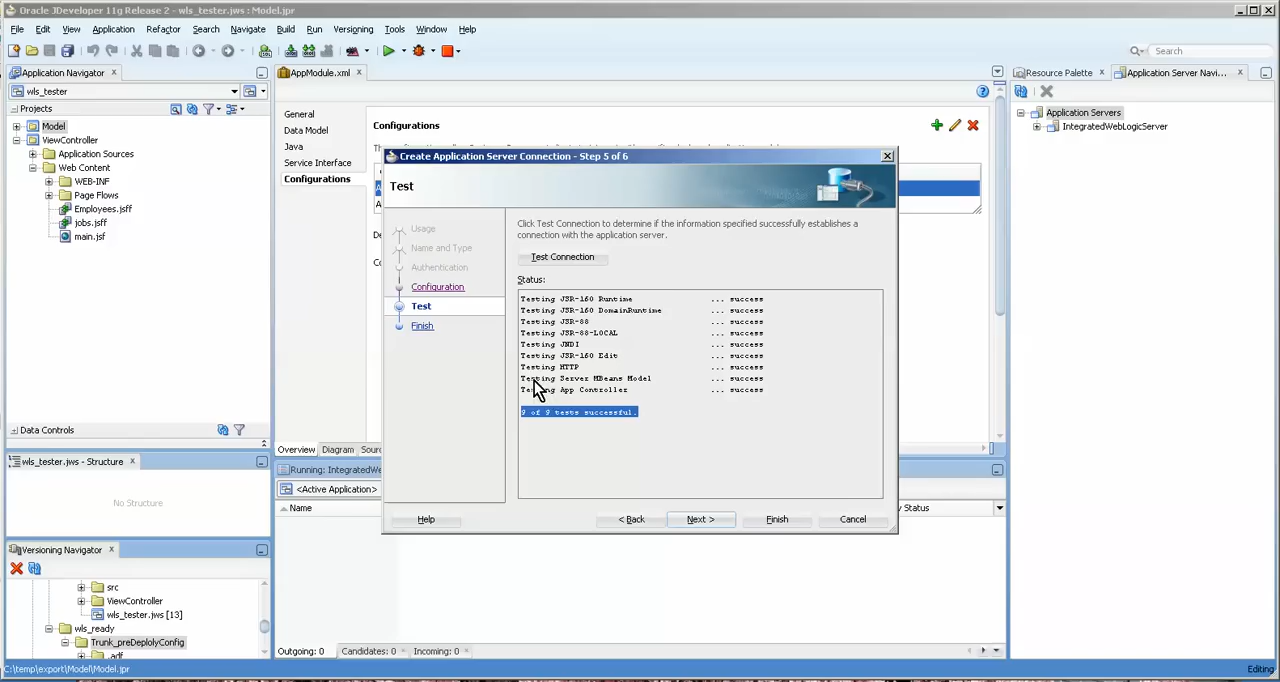 Oracle JDeveloper 11g Release 2 - wls_tester.jws : Model.jpr
File Edit View Application Refactor Search Navigate Build Run Versioning Tools Window Help
Search
Application Navigator
AppModule.xml
Resource Palette
Application Server Navi...
wls_tester
Projects
Model
ViewController
Application Sources
Web Content
WEB-INF
Page Flows
Employees.jsff
jobs.jsff
main.jsf
General
Data Model
Java
Service Interface
Configurations
Configurations
Application Servers
IntegratedWebLogicServer
Create Application Server Connection - Step 5 of 6
Test
Usage
Name and Type
Authentication
Configuration
Test
Finish
Click Test Connection to determine if the information specified successfully establishes a
connection with the application server.
Test Connection
Status:
Testing JSR-160 Runtime ... success
Testing JSR-160 DomainRuntime ... success
Testing JSR-88 ... success
Testing JSR-88-LOCAL ... success
Testing JNDI ... success
Testing JSR-160 Edit ... success
Testing HTTP ... success
Testing Server MBeans Model ... success
Testing App Controller ... success
9 of 9 tests successful.
Help
< Back
Next >
Finish
Cancel
Data Controls
Overview Diagram Sourc
wls_tester.jws - Structure
No Structure
Running: IntegratedWe
<Active Application>
Name
Status
Versioning Navigator
src
ViewController
wls_tester.jws [13]
wls_ready
Trunk_preDeplolyConfig
.adf
Outgoing: 0 Candidates: 0 Incoming: 0
C:\temp\export\Model\Model.jpr
Editing